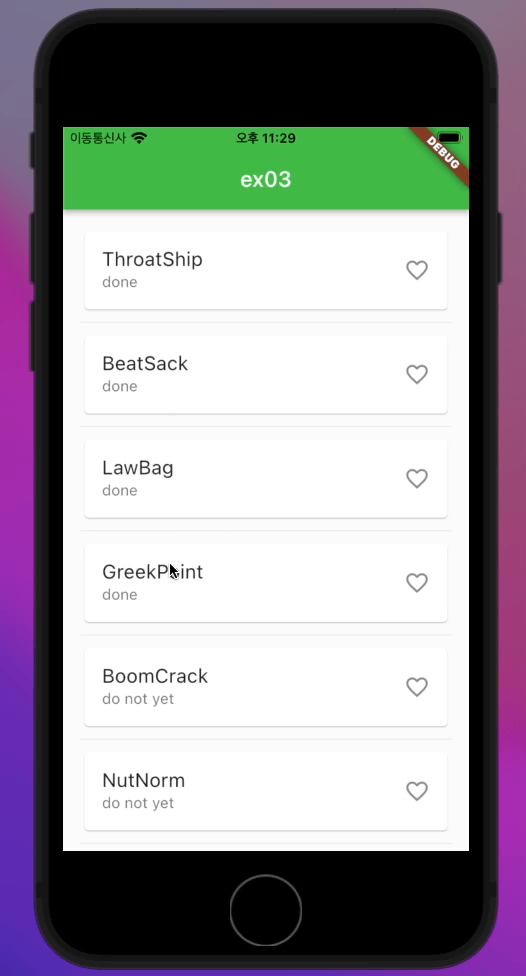 이동통신사 오후 11:29
DEBUG
ex03
ThroatShip
done
BeatSack
done
LawBag
done
GreekPoint
done
BoomCrack
do not yet
NutNorm
do not yet